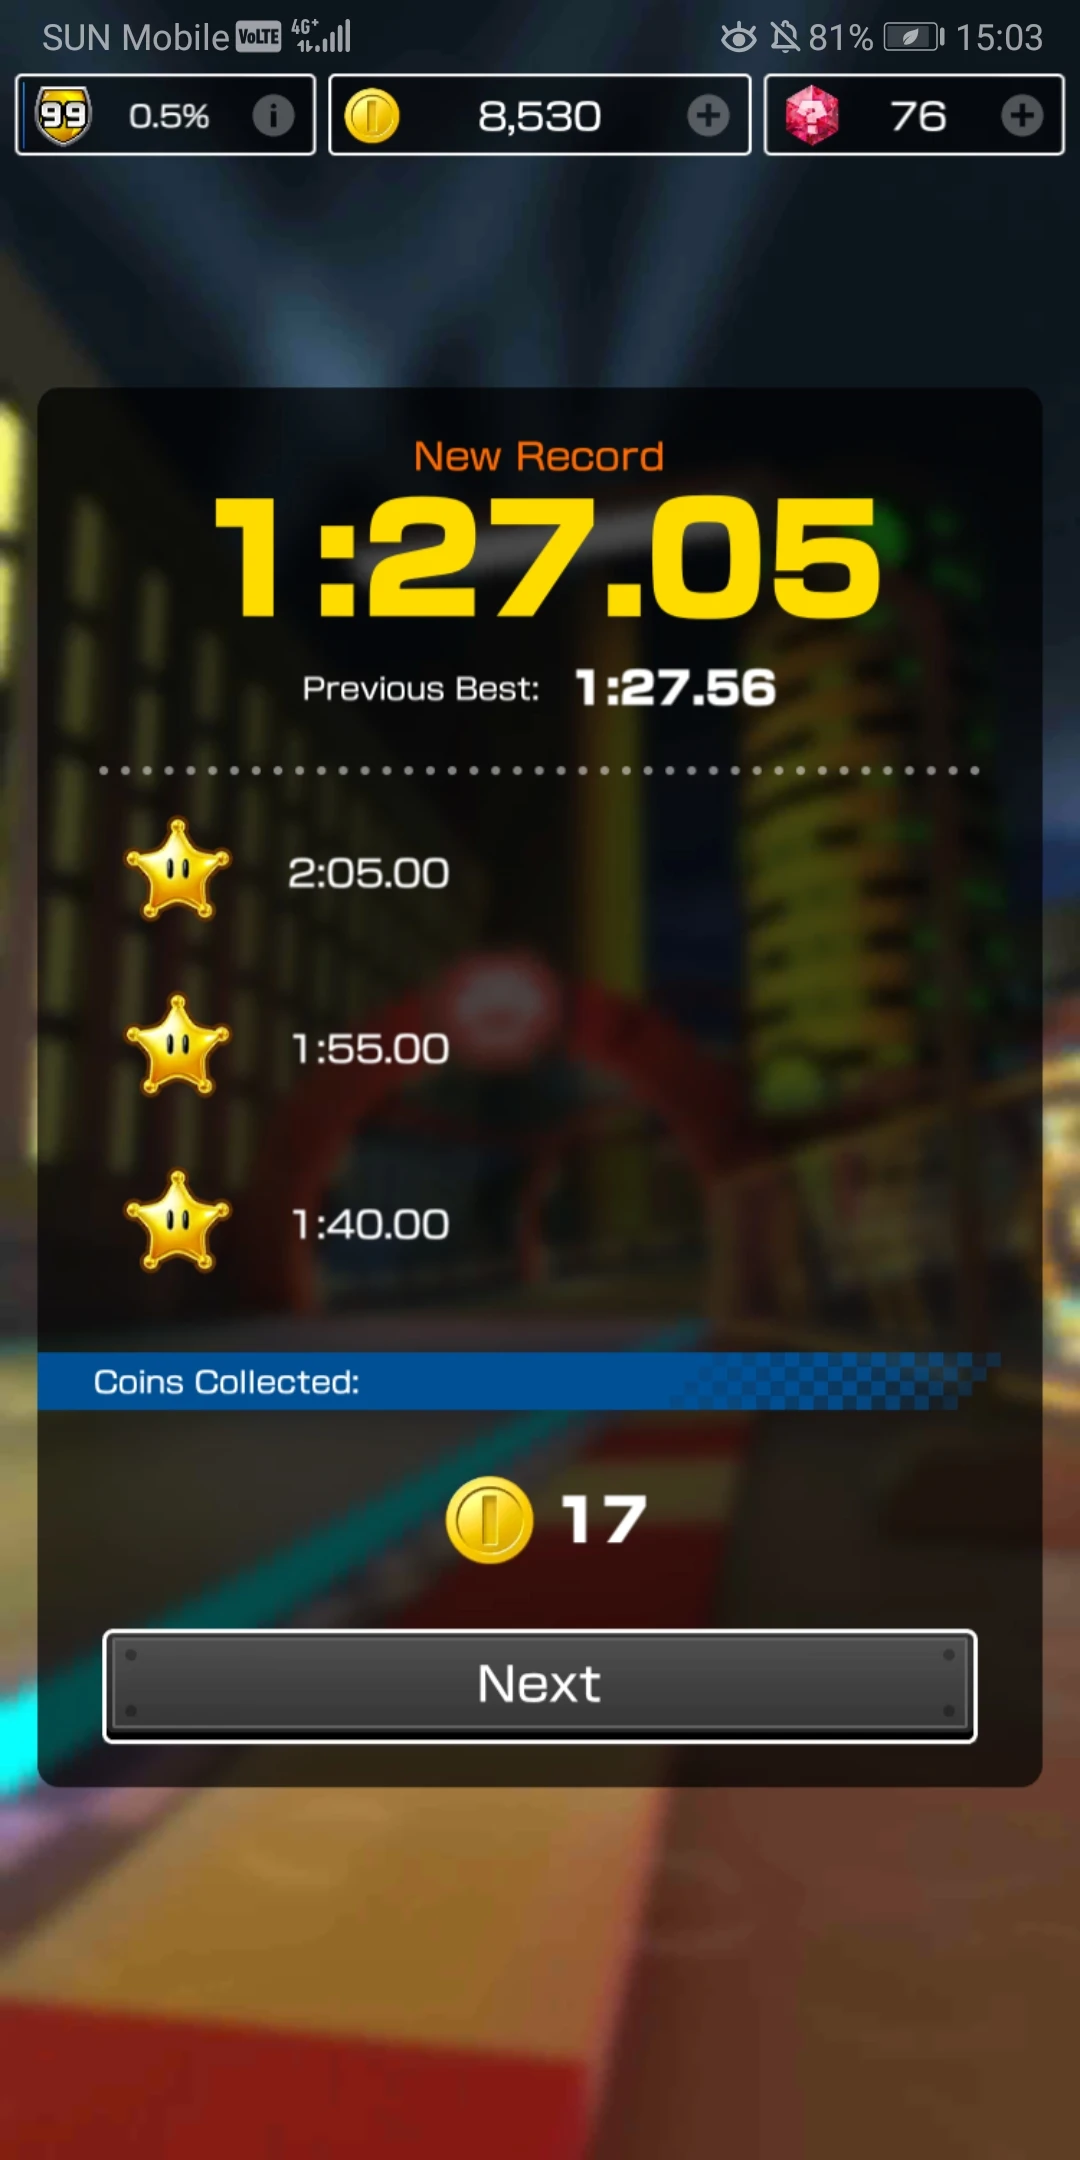 SUN Mobile VoLTE 4G+ 81% 15:03
99 0.5% i 8,530 + ? 76 +
New Record
1:27.05
Previous Best: 1:27.56
2:05.00
1:55.00
1:40.00
Coins Collected:
17
Next